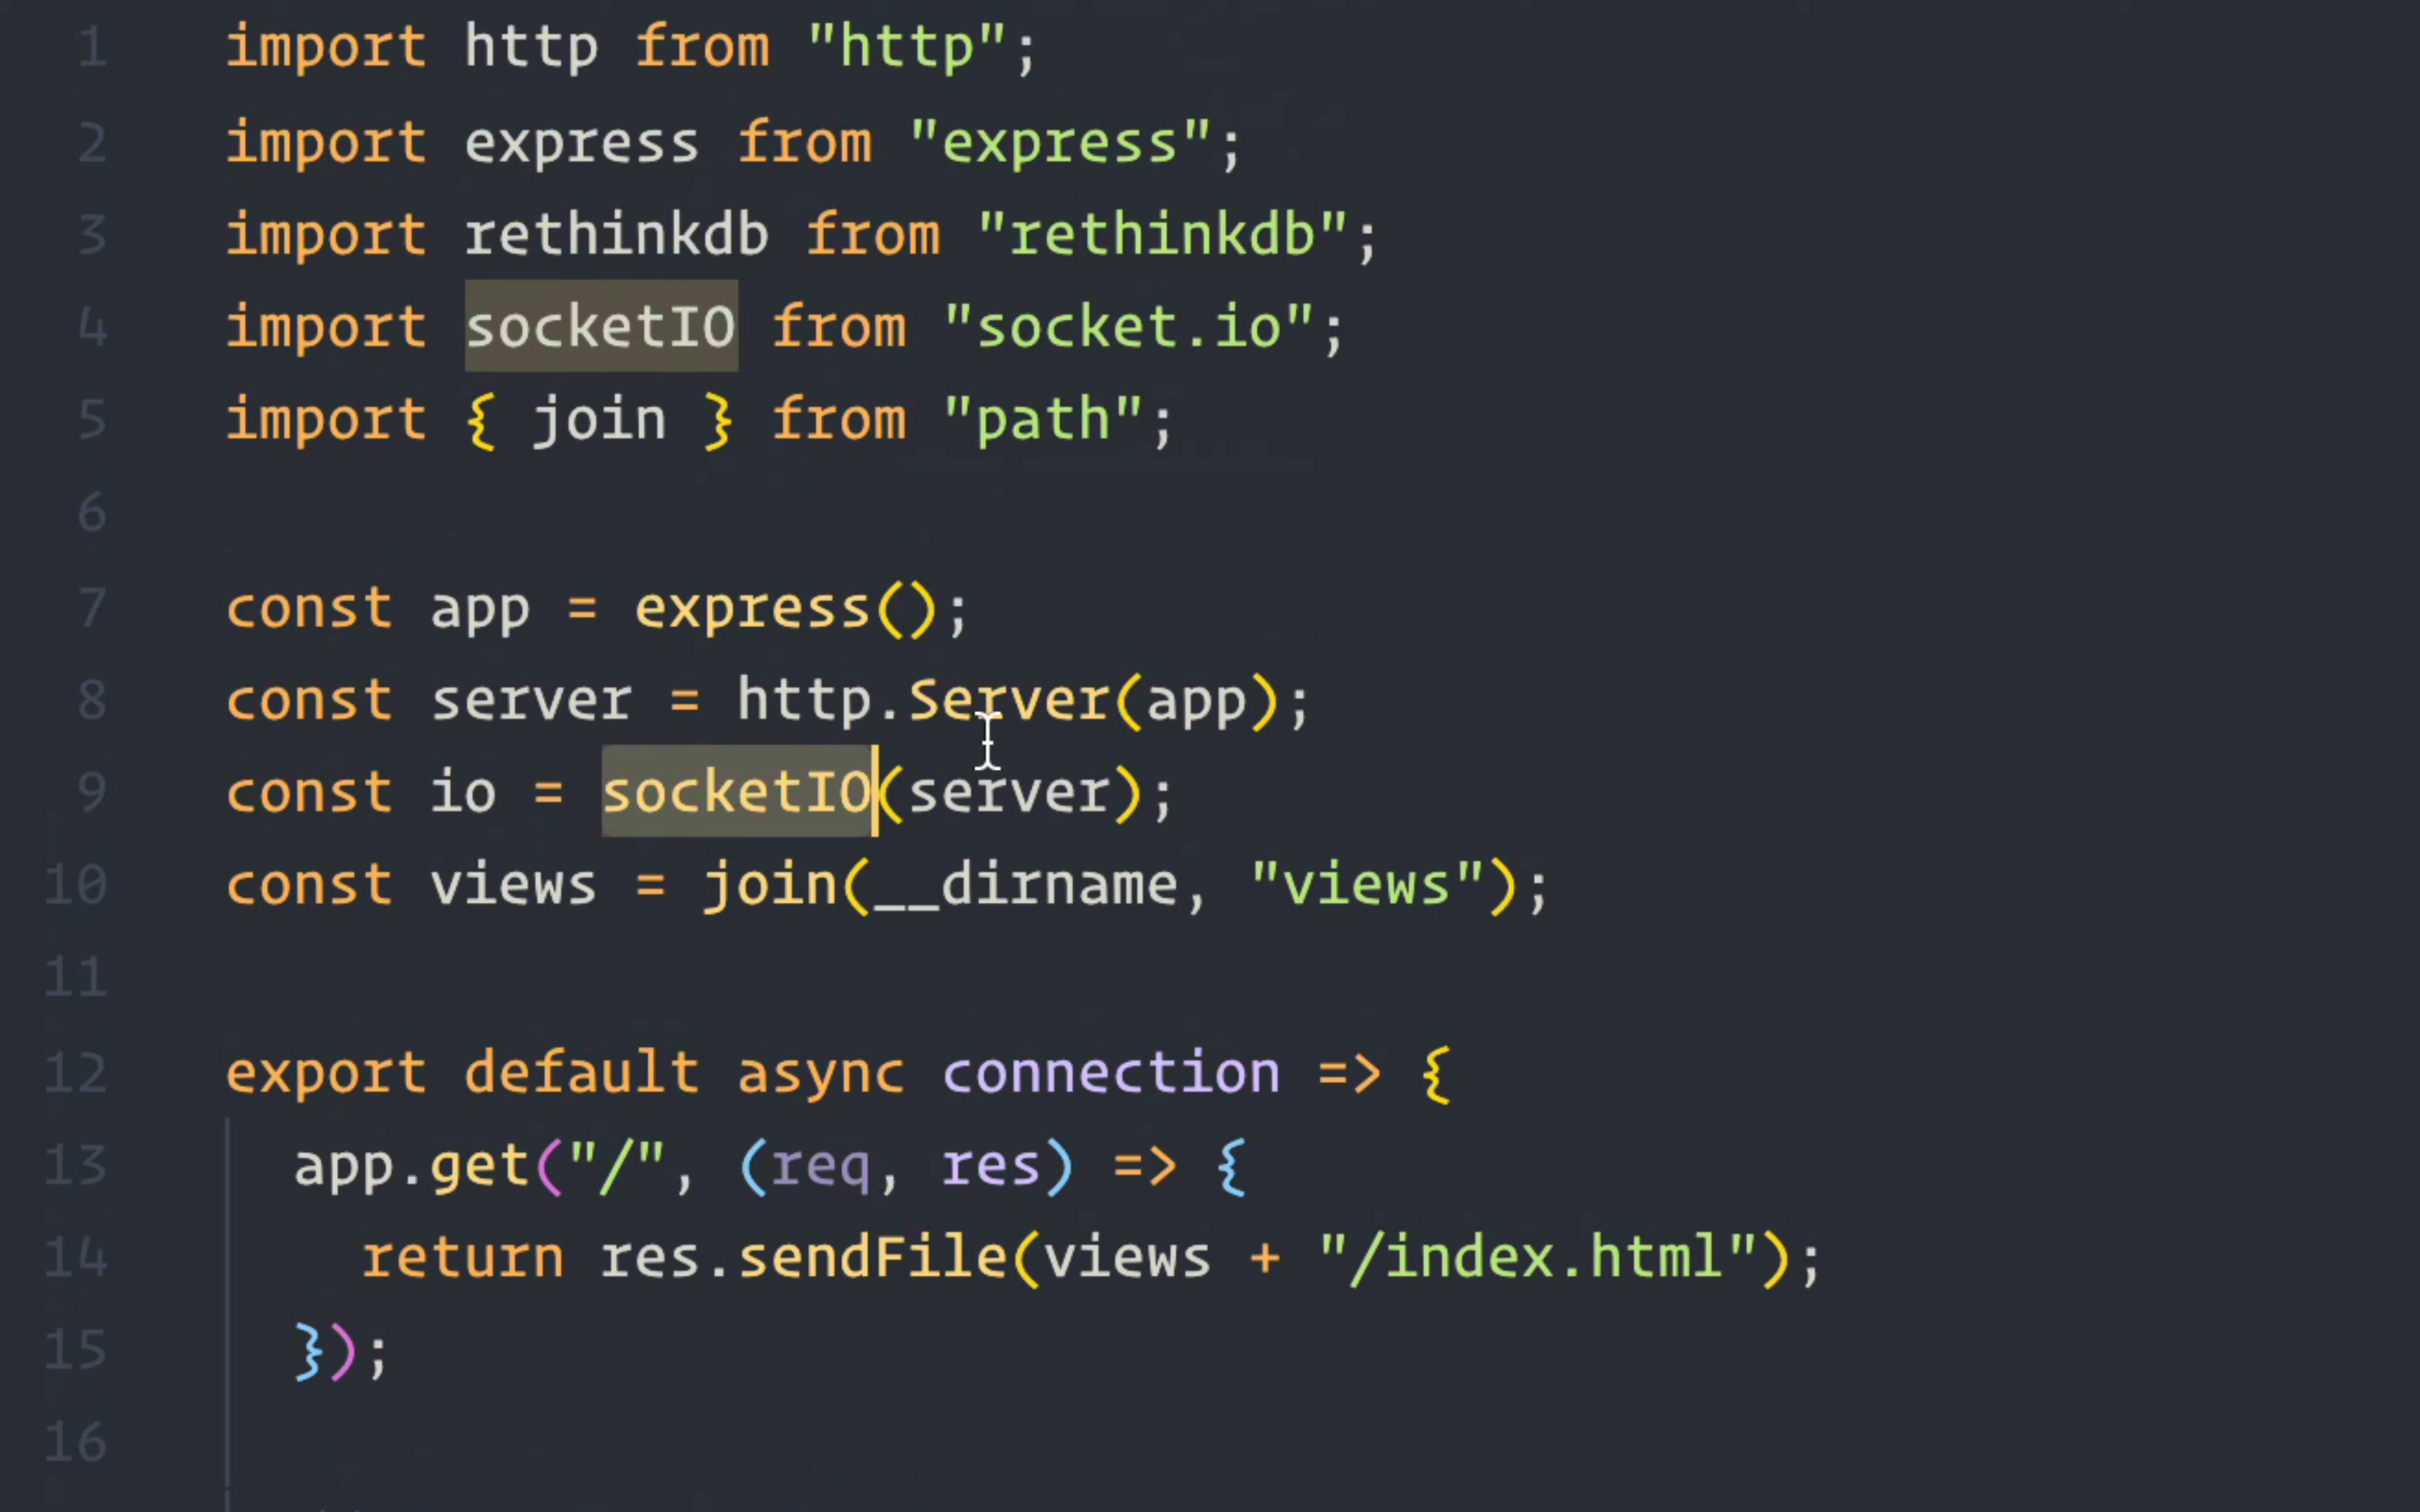 1 import http from "http";
2 import express from "express";
3 import rethinkdb from "rethinkdb";
4 import socketIO from "socket.io";
5 import { join } from "path";
6
7 const app = express();
8 const server = http.Server(app);
9 const io = socketIO(server);
10 const views = join(__dirname, "views");
11
12 export default async connection => {
13   app.get("/", (req, res) => {
14     return res.sendFile(views + "/index.html");
15   });
16